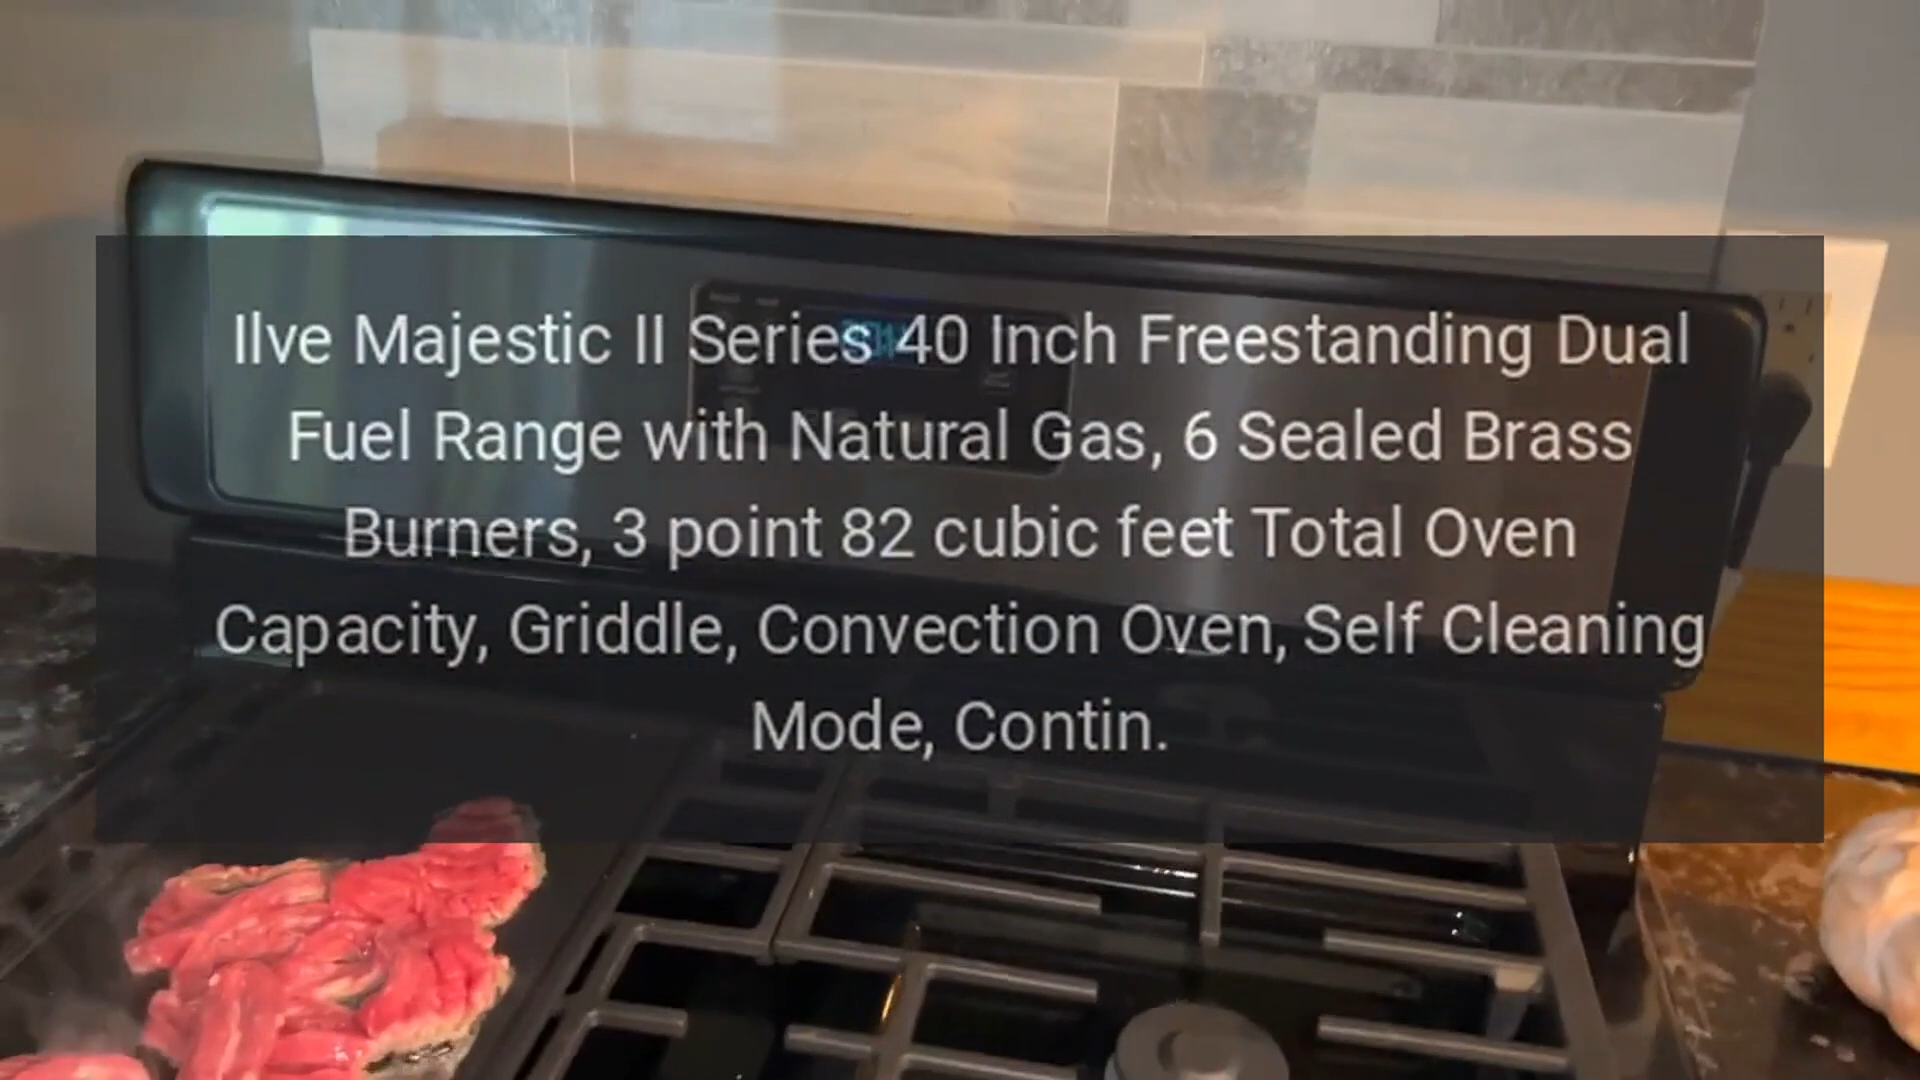 Ilve Majestic II Series 40 Inch Freestanding Dual
Fuel Range with Natural Gas, 6 Sealed Brass
Burners, 3 point 82 cubic feet Total Oven
Capacity, Griddle, Convection Oven, Self Cleaning
Mode, Contin.